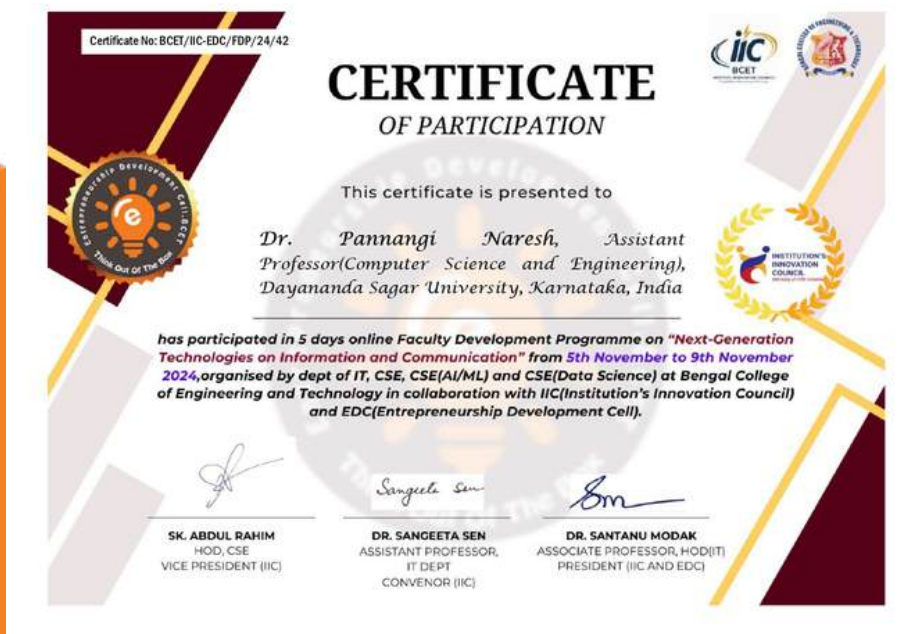 Certificate No: BCET/IIC-EDC/FDP/24/42
iiC
BCET
CERTIFICATE
OF PARTICIPATION
This certificate is presented to
Dr. Pannangi Naresh, Assistant
Professor(Computer Science and Engineering),
Dayananda Sagar University, Karnataka, India
Entrepreneurship Development Cell, BCET
e
Think Out Of The Box
INSTITUTION'S
INNOVATION
COUNCIL
has participated in 5 days online Faculty Development Programme on "Next-Generation
Technologies on Information and Communication" from 5th November to 9th November
2024,organised by dept of IT, CSE, CSE(AI/ML) and CSE(Data Science) at Bengal College
of Engineering and Technology in collaboration with IIC(Institution's Innovation Council)
and EDC(Entrepreneurship Development Cell).
Sangeeta Sen
SK. ABDUL RAHIM
HOD, CSE
VICE PRESIDENT (IIC)
DR. SANGEETA SEN
ASSISTANT PROFESSOR,
IT DEPT
CONVENOR (IIC)
DR. SANTANU MODAK
ASSOCIATE PROFESSOR, HOD(IT)
PRESIDENT (IIC AND EDC)